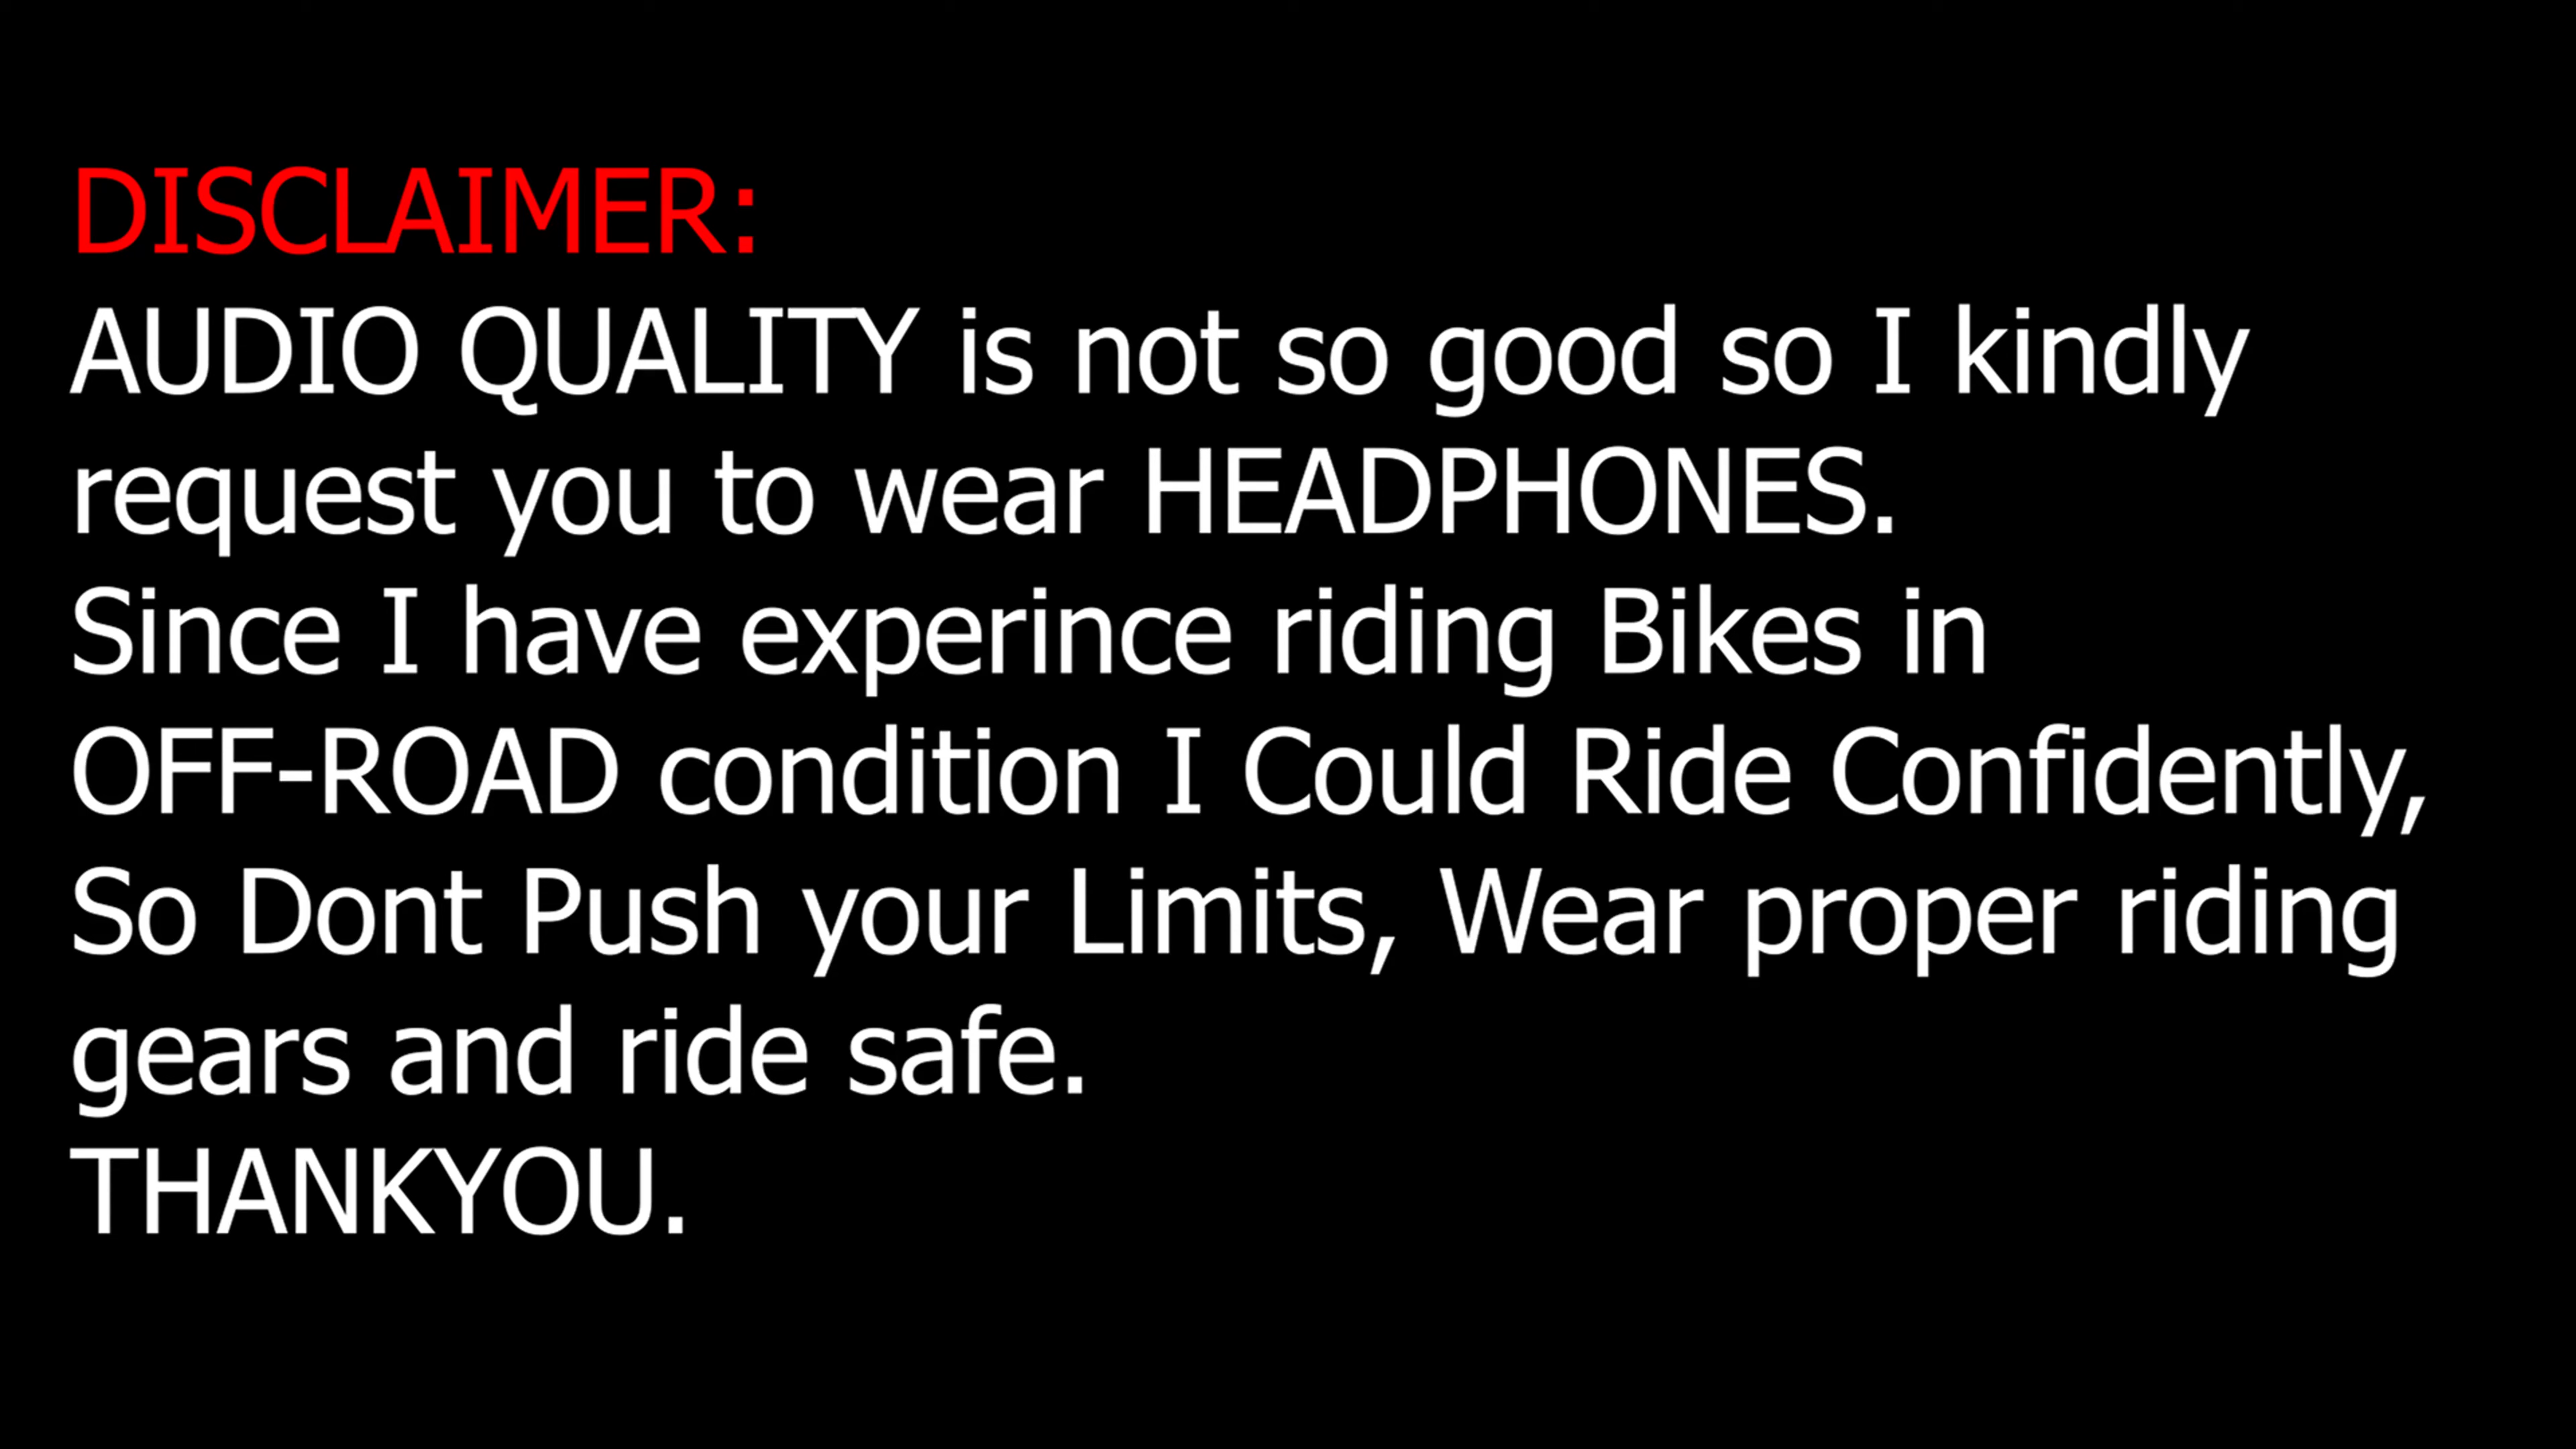 DISCLAIMER:
AUDIO QUALITY is not so good so I kindly
request you to wear HEADPHONES.
Since I have experince riding Bikes in
OFF-ROAD condition I Could Ride Confidently,
So Dont Push your Limits, Wear proper riding
gears and ride safe.
THANKYOU.